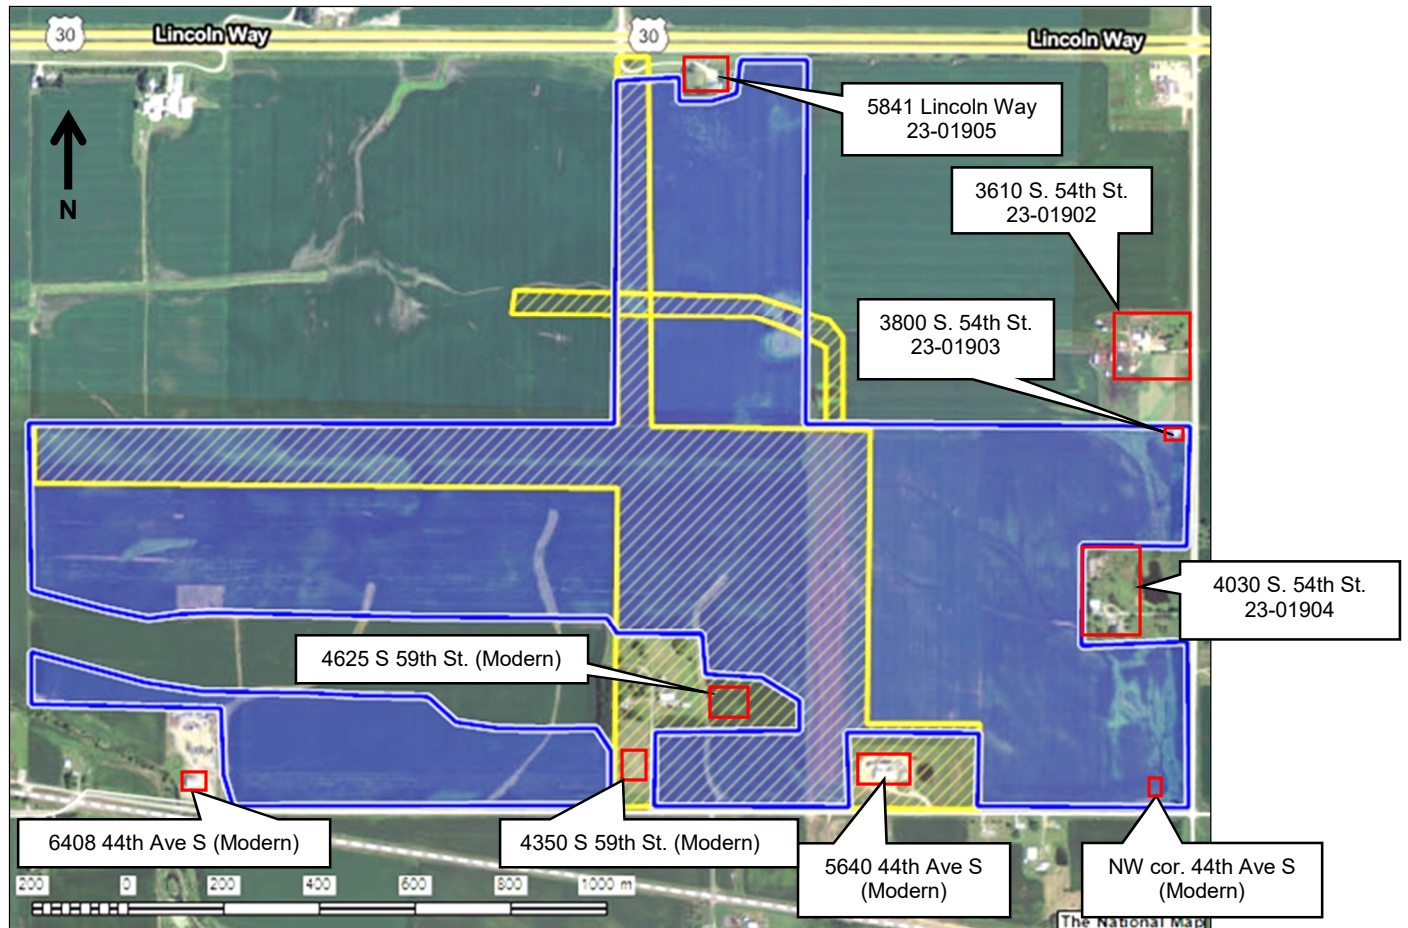 30
Lincoln Way
30
Lincoln Way
5841 Lincoln Way
23-01905
N
3610 S. 54th St.
23-01902
3800 S. 54th St.
23-01903
4030 S. 54th St.
23-01904
4625 S 59th St. (Modern)
6408 44th Ave S (Modern)
4350 S 59th St. (Modern)
5640 44th Ave S
(Modern)
NW cor. 44th Ave S
(Modern)
200 0 200 400 600 800 1000 m
The National Map